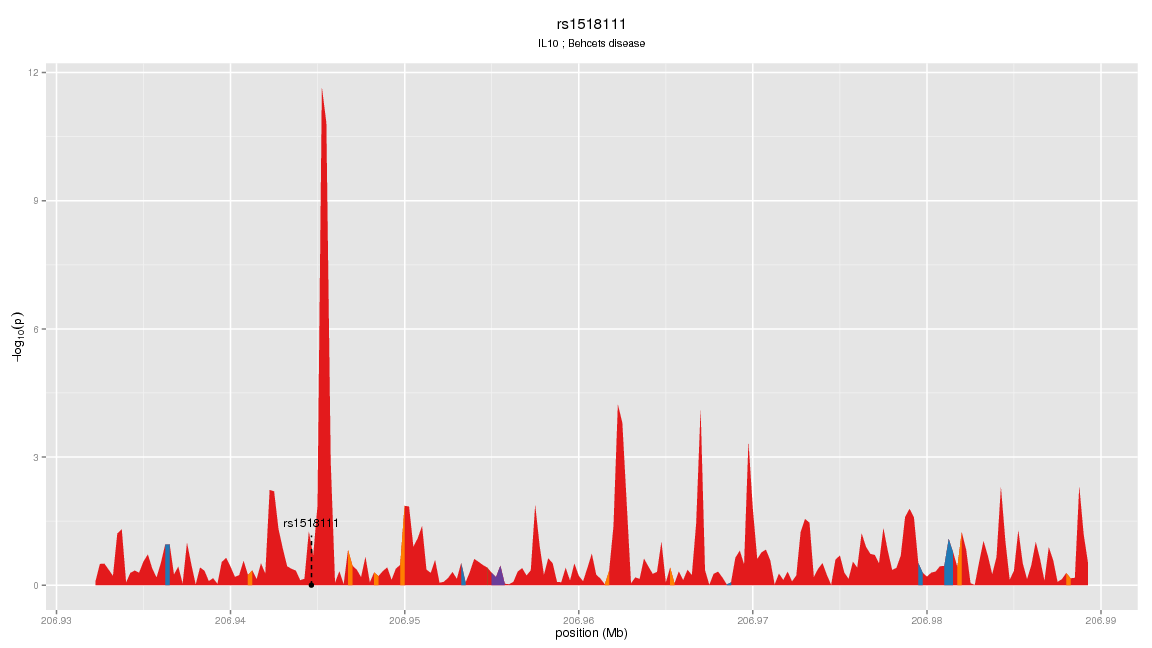 rs1518111
IL10 ; Behcets disease
12
9
6
3
0
−log10(p)
rs1518111
206.93 206.94 206.95 206.96 206.97 206.98 206.99
position (Mb)